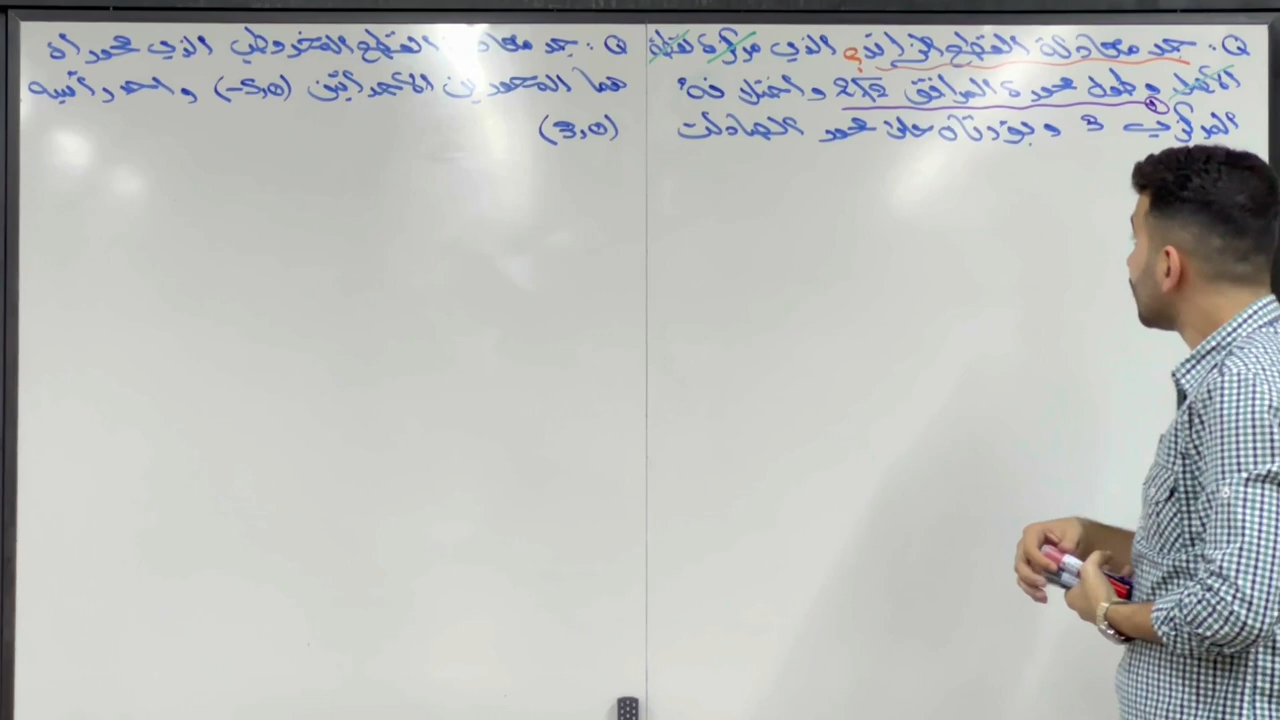 Q: جد معادلة القطع الزائد الذي مركزه نقطة
الأصل وطول محوره المرافق 2√2 واختلافه
المركزي 3 وبؤرتاه على محور الصادات
Q: جد القطع المخروطي الذي محوراه
هما المحورين الاحداثيين (-5,0) واحد رأسيه
(3,0)